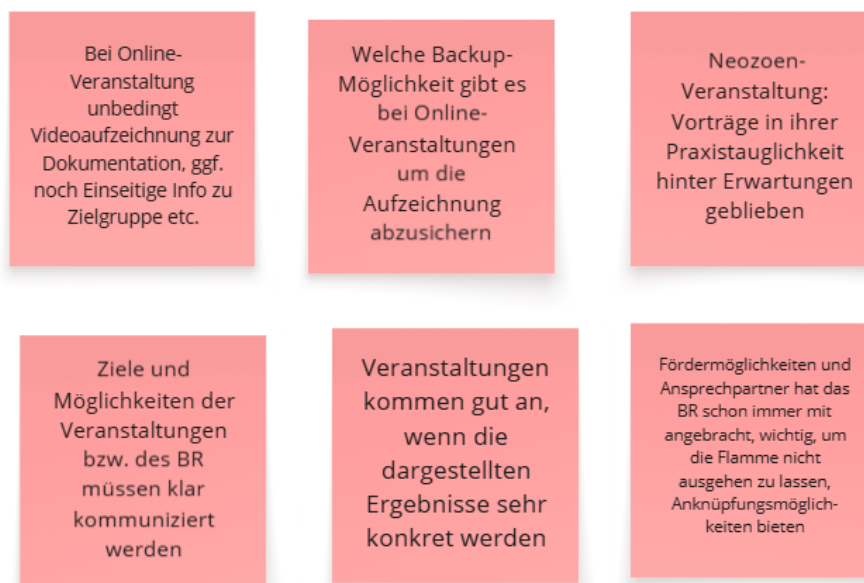 Bei Online-
Veranstaltung
unbedingt
Videoaufzeichnung zur
Dokumentation, ggf.
noch Einseitige Info zu
Zielgruppe etc.
Welche Backup-
Möglichkeit gibt es
bei Online-
Veranstaltungen
um die
Aufzeichnung
abzusichern
Neozoen-
Veranstaltung:
Vorträge in ihrer
Praxistauglichkeit
hinter Erwartungen
geblieben
Ziele und
Möglichkeiten der
Veranstaltungen
bzw. des BR
müssen klar
kommuniziert
werden
Veranstaltungen
kommen gut an,
wenn die
dargestellten
Ergebnisse sehr
konkret werden
Fördermöglichkeiten und
Ansprechpartner hat das
BR schon immer mit
angebracht, wichtig, um
die Flamme nicht
ausgehen zu lassen,
Anknüpfungsmöglich-
keiten bieten